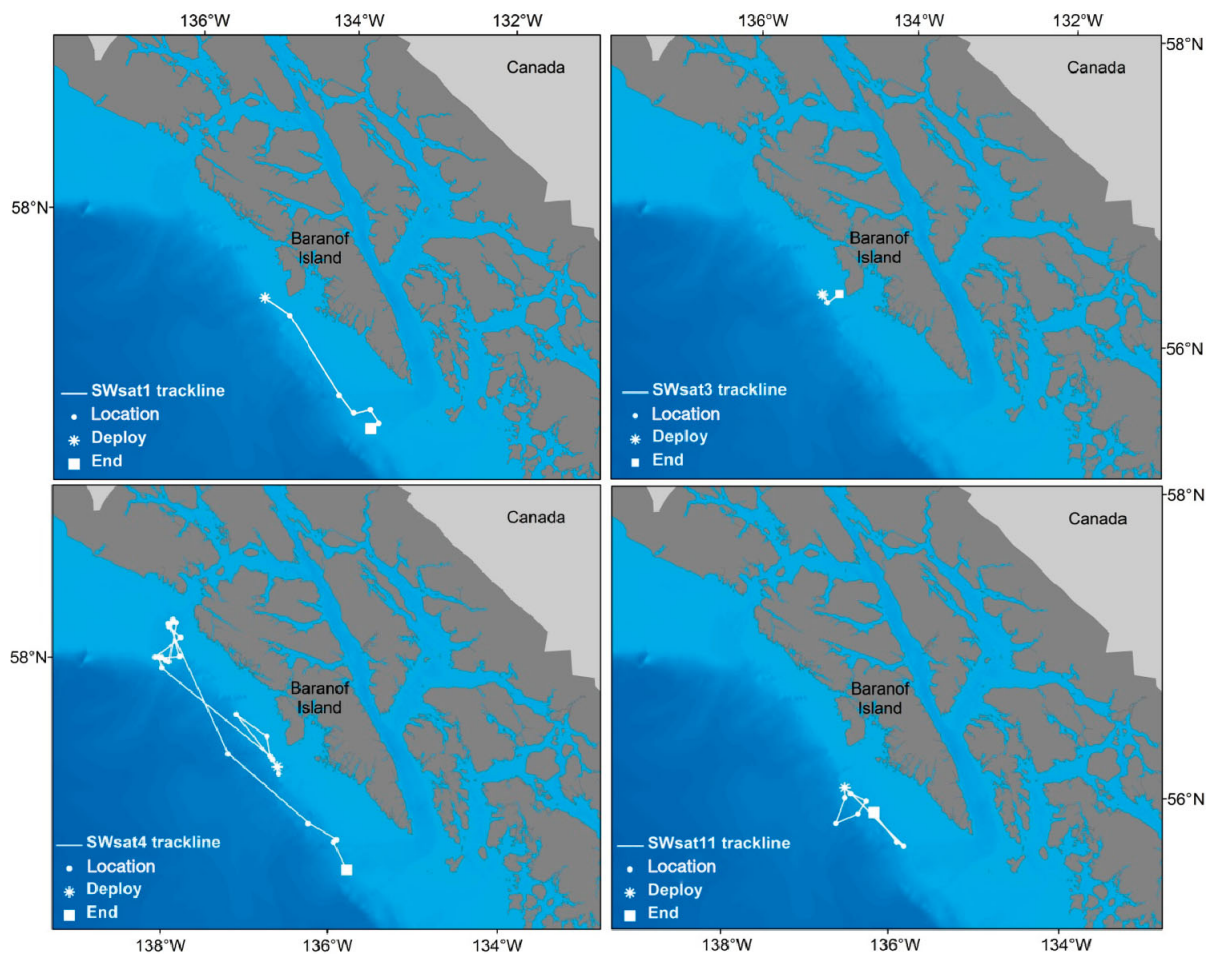 136°W 134°W 132°W 136°W 134°W 132°W
58°N
Canada
Canada
58°N
Baranof
Island
Baranof
Island
56°N
SWsat1 trackline
Location
Deploy
End
SWsat3 trackline
Location
Deploy
End
58°N
Canada
Canada
58°N
Baranof
Island
Baranof
Island
56°N
SWsat4 trackline
Location
Deploy
End
SWsat11 trackline
Location
Deploy
End
138°W 136°W 134°W 138°W 136°W 134°W